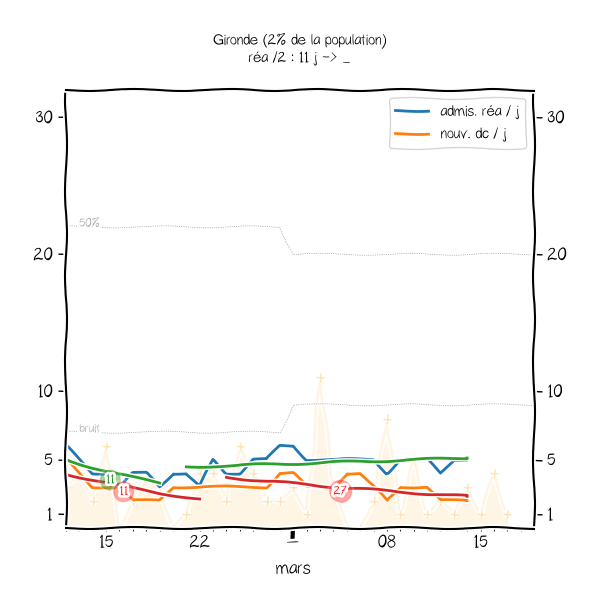 Gironde (2% de la population)
réa /2 : 11 j -> _
admis. réa / j
nouv. dc / j
30 30
50%
20 20
10 10
bruit
5 5
11
11
27
1 1
15 22 1 08 15
mars